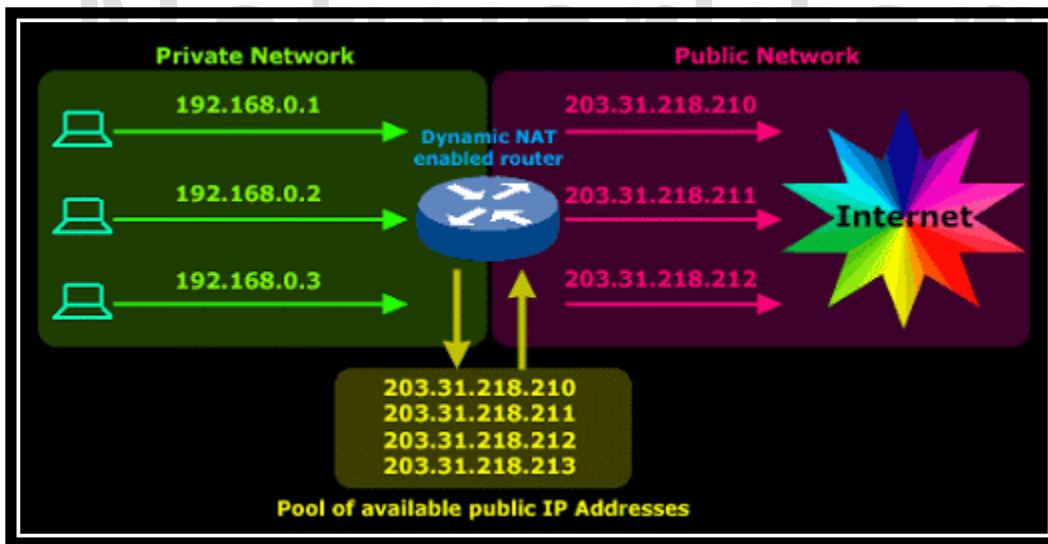 Private Network
Public Network
192.168.0.1
203.31.218.210
Dynamic NAT
enabled router
192.168.0.2
203.31.218.211
Internet
192.168.0.3
203.31.218.212
203.31.218.210
203.31.218.211
203.31.218.212
203.31.218.213
Pool of available public IP Addresses